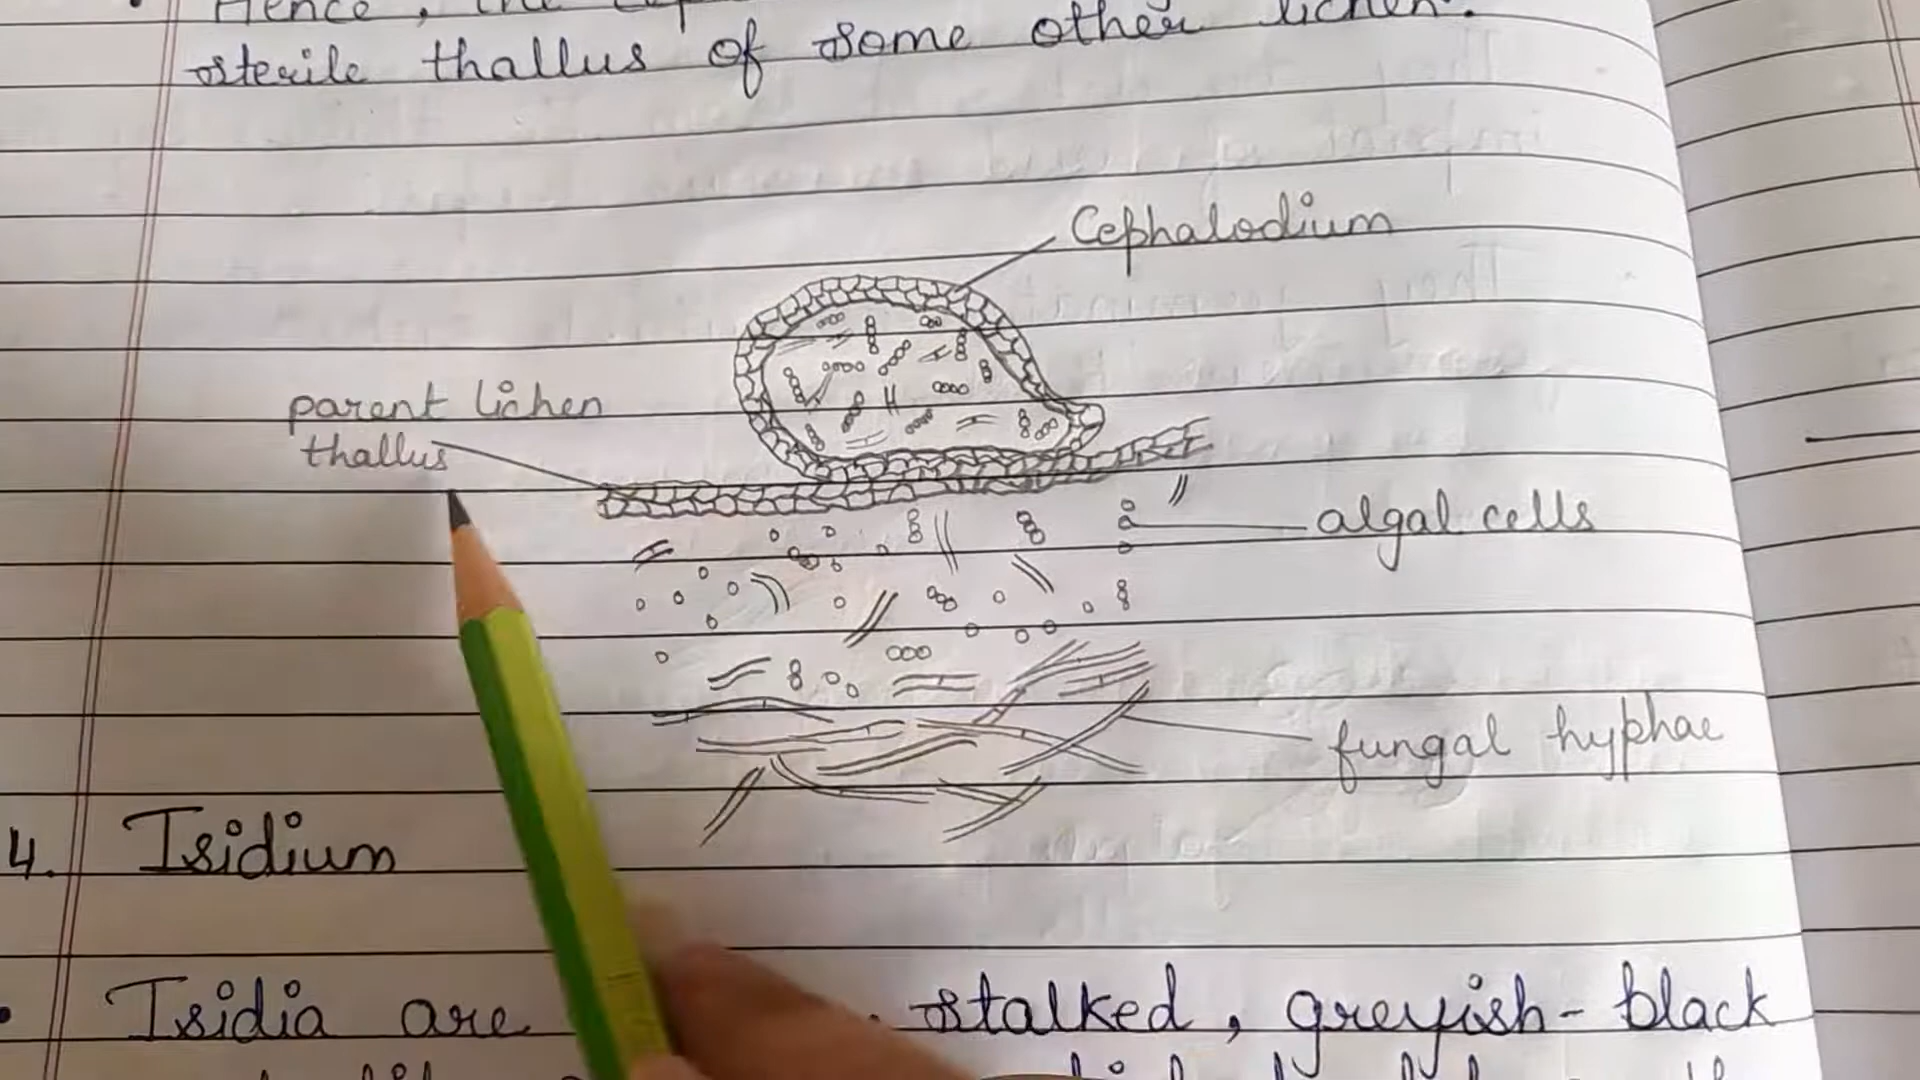 Hence, the
sterile thallus of some other lichen.
Cephalodium
parent lichen
thallus
algal cells
fungal hyphae
4. Isidium
Isidia are stalked, greyish-black